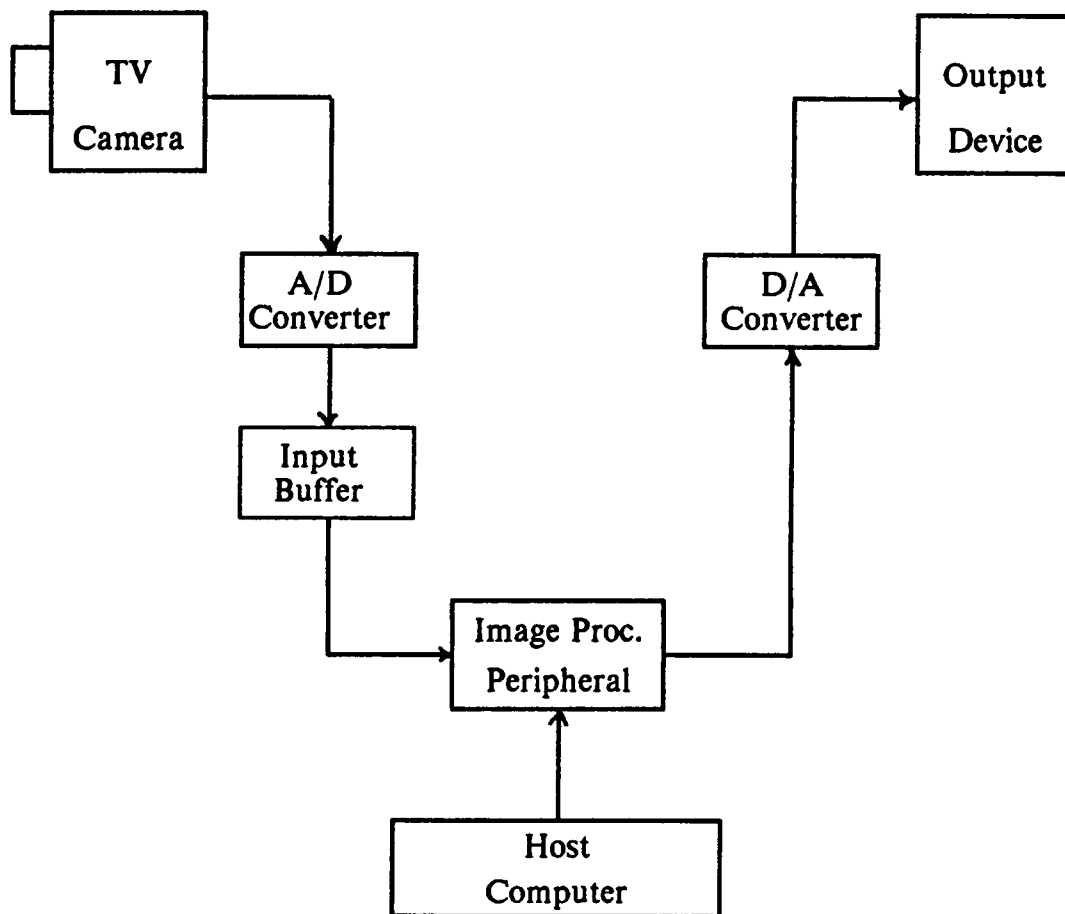 TV
Camera
Output
Device
A/D
Converter
D/A
Converter
Input
Buffer
Image Proc.
Peripheral
Host
Computer